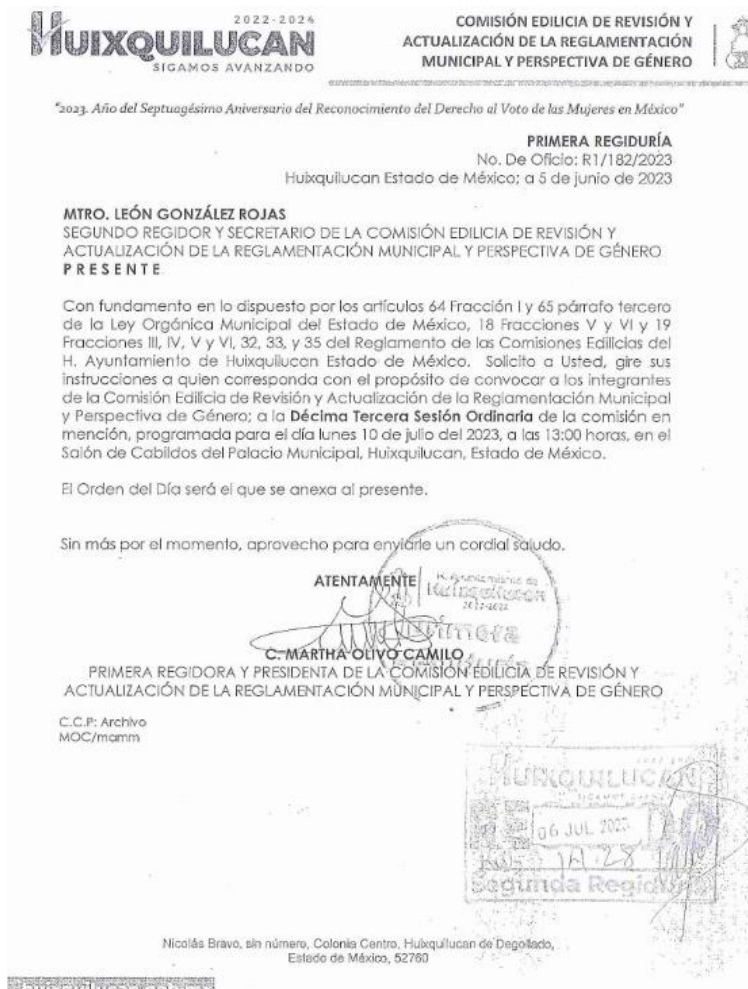 2022-2024
HUIXQUILUCAN
SIGAMOS AVANZANDO
COMISIÓN EDILICIA DE REVISIÓN Y
ACTUALIZACIÓN DE LA REGLAMENTACIÓN
MUNICIPAL Y PERSPECTIVA DE GÉNERO
"2023. Año del Septuagésimo Aniversario del Reconocimiento del Derecho al Voto de las Mujeres en México"
PRIMERA REGIDURÍA
No. De Oficio: R1/182/2023
Huixquilucan Estado de México; a 5 de junio de 2023
MTRO. LEÓN GONZÁLEZ ROJAS
SEGUNDO REGIDOR Y SECRETARIO DE LA COMISIÓN EDILICIA DE REVISIÓN Y
ACTUALIZACIÓN DE LA REGLAMENTACIÓN MUNICIPAL Y PERSPECTIVA DE GÉNERO
P R E S E N T E
Con fundamento en lo dispuesto por los artículos 64 Fracción I y 65 párrafo tercero
de la Ley Orgánica Municipal del Estado de México, 18 Fracciones V y VI y 19
Fracciones III, IV, V y VI, 32, 33, y 35 del Reglamento de las Comisiones Edilicias del
H. Ayuntamiento de Huixquilucan Estado de México. Solicito a Usted, gire sus
instrucciones a quien corresponda con el propósito de convocar a los integrantes
de la Comisión Edilicia de Revisión y Actualización de la Reglamentación Municipal
y Perspectiva de Género; a la Décima Tercera Sesión Ordinaria de la comisión en
mención, programada para el día lunes 10 de julio del 2023, a las 13:00 horas, en el
Salón de Cabildos del Palacio Municipal, Huixquilucan, Estado de México.
El Orden del Día será el que se anexa al presente.
Sin más por el momento, aprovecho para enviarle un cordial saludo.
ATENTAMENTE
H. Ayuntamiento de
Huixquilucan
Primera
C. MARTHA OLIVO CAMILO
PRIMERA REGIDORA Y PRESIDENTA DE LA COMISIÓN EDILICIA DE REVISIÓN Y
ACTUALIZACIÓN DE LA REGLAMENTACIÓN MUNICIPAL Y PERSPECTIVA DE GÉNERO
C.C.P: Archivo
MOC/mamm
HUIXQUILUCAN
06 JUL 2023
14:28
Segunda Regiduría
Nicolás Bravo, sin número, Colonia Centro, Huixquilucan de Degollado,
Estado de México, 52760